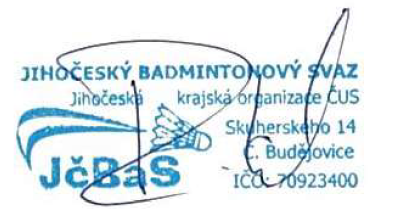 JIHOČESKÝ BADMINTONOVÝ SVAZ
Jihočeská krajská organizace ČUS
Skuherského 14
Č. Budějovice
JčBaS
IČO: 70923400